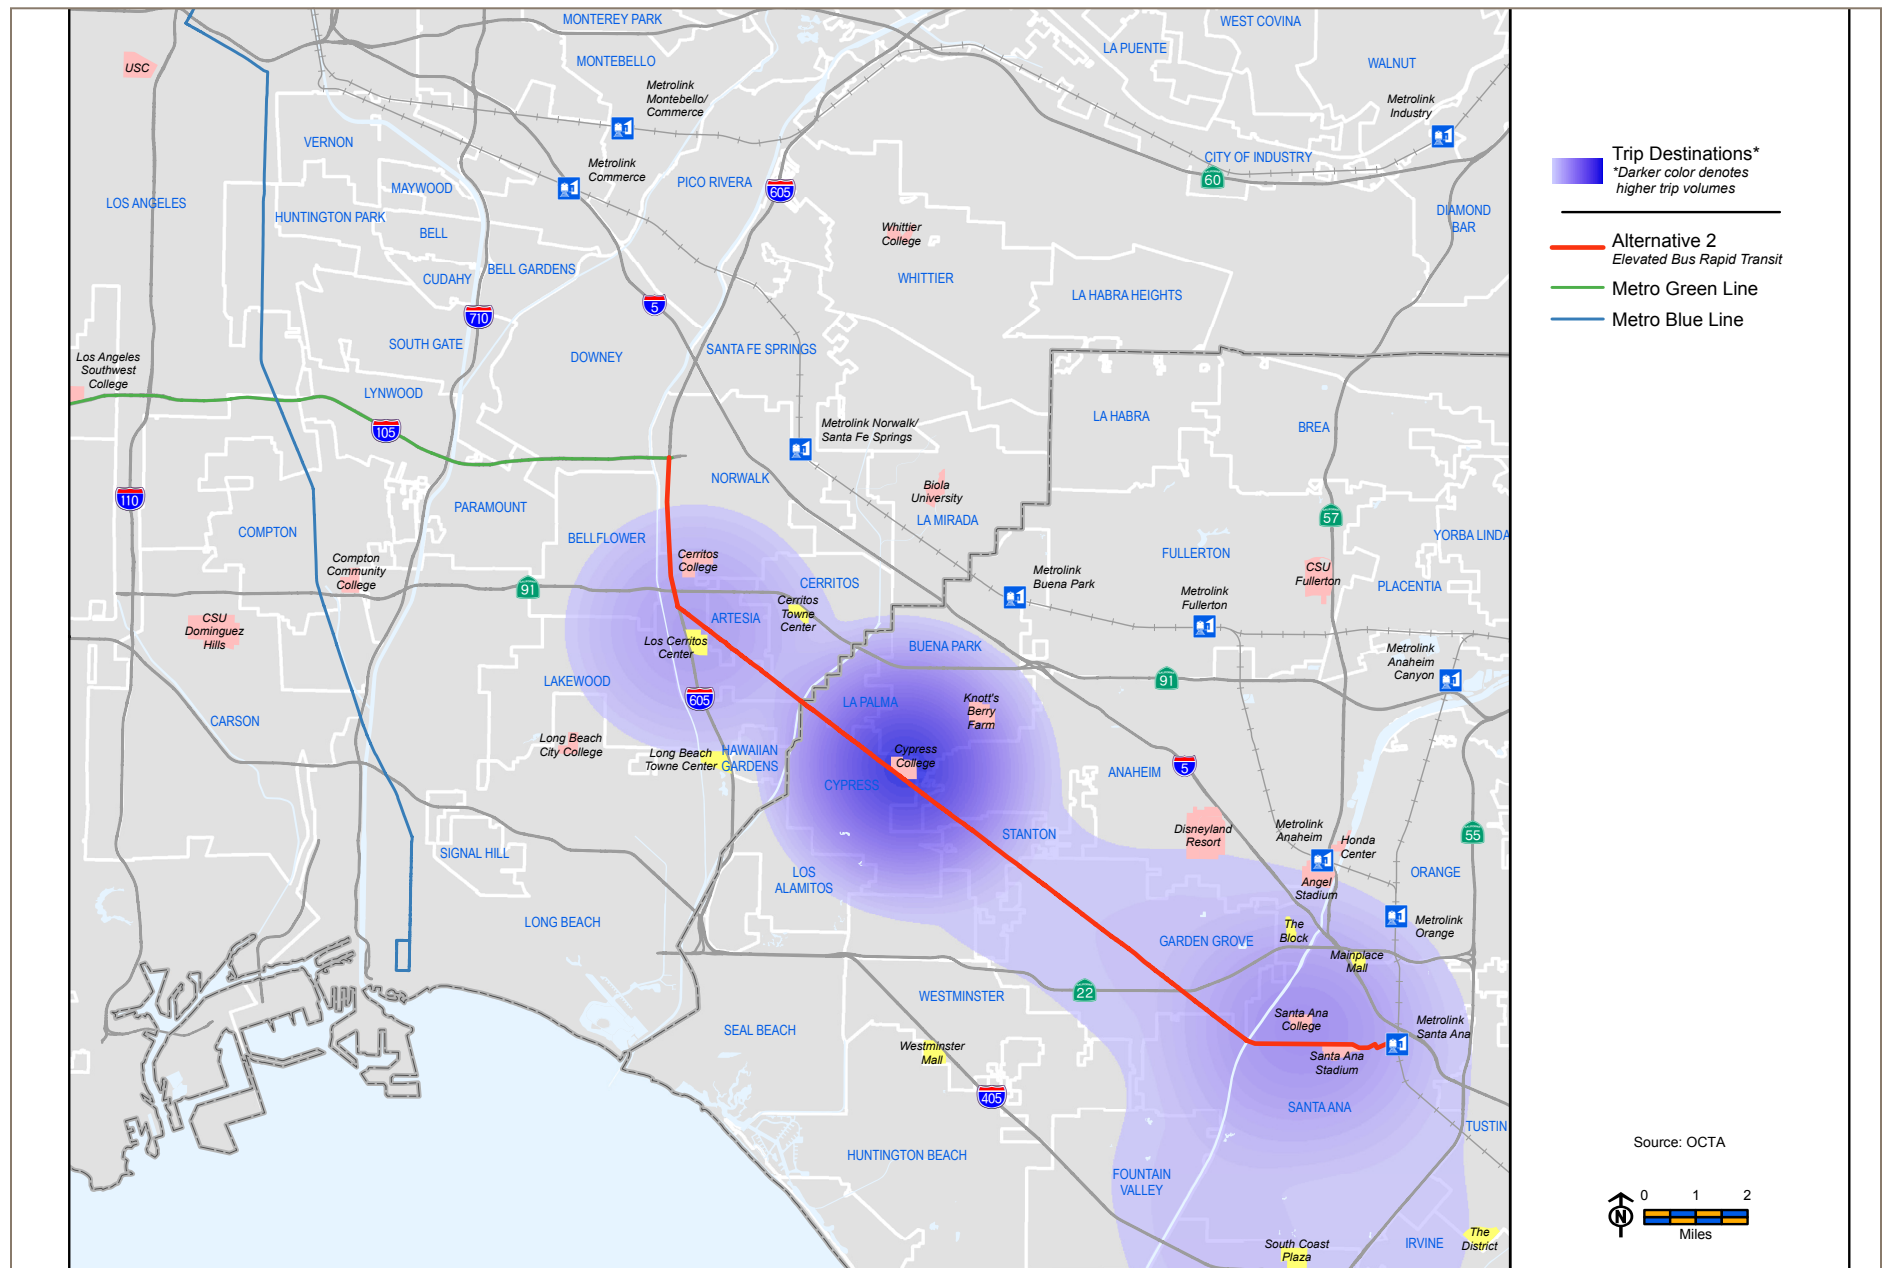 MONTEREY PARK
WEST COVINA
LA PUENTE
USC
MONTEBELLO
WALNUT
Metrolink
Montebello/
Commerce
Metrolink
Industry
VERNON
CITY OF INDUSTRY
Metrolink
Commerce
60
MAYWOOD
PICO RIVERA
605
LOS ANGELES
HUNTINGTON PARK
DIAMOND
BAR
BELL
Whittier
College
CUDAHY
BELL GARDENS
WHITTIER
LA HABRA HEIGHTS
5
710
SOUTH GATE
DOWNEY
SANTA FE SPRINGS
Los Angeles
Southwest
College
LYNWOOD
LA HABRA
BREA
105
Metrolink Norwalk/
Santa Fe Springs
NORWALK
Biola
University
110
PARAMOUNT
LA MIRADA
57
COMPTON
BELLFLOWER
YORBA LINDA
FULLERTON
Compton
Community
College
Cerritos
College
CERRITOS
Metrolink
Buena Park
CSU
Fullerton
PLACENTIA
91
Metrolink
Fullerton
CSU
Dominguez
Hills
ARTESIA
Cerritos
Towne
Center
Los Cerritos
Center
BUENA PARK
Metrolink
Anaheim
Canyon
LAKEWOOD
91
605
LA PALMA
Knott's
Berry
Farm
CARSON
Long Beach
City College
Long Beach
Towne Center
HAWAIIAN
GARDENS
Cypress
College
CYPRESS
ANAHEIM
5
STANTON
Disneyland
Resort
Metrolink
Anaheim
Honda
Center
55
SIGNAL HILL
LOS
ALAMITOS
Angel
Stadium
ORANGE
LONG BEACH
The
Block
Metrolink
Orange
GARDEN GROVE
Mainplace
Mall
22
WESTMINSTER
SEAL BEACH
Santa Ana
College
Metrolink
Santa Ana
Westminster
Mall
Santa Ana
Stadium
405
SANTA ANA
TUSTIN
HUNTINGTON BEACH
FOUNTAIN
VALLEY
South Coast
Plaza
IRVINE
The
District
Trip Destinations*
*Darker color denotes
higher trip volumes
Alternative 2
Elevated Bus Rapid Transit
Metro Green Line
Metro Blue Line
Source: OCTA
N
0 1 2
Miles